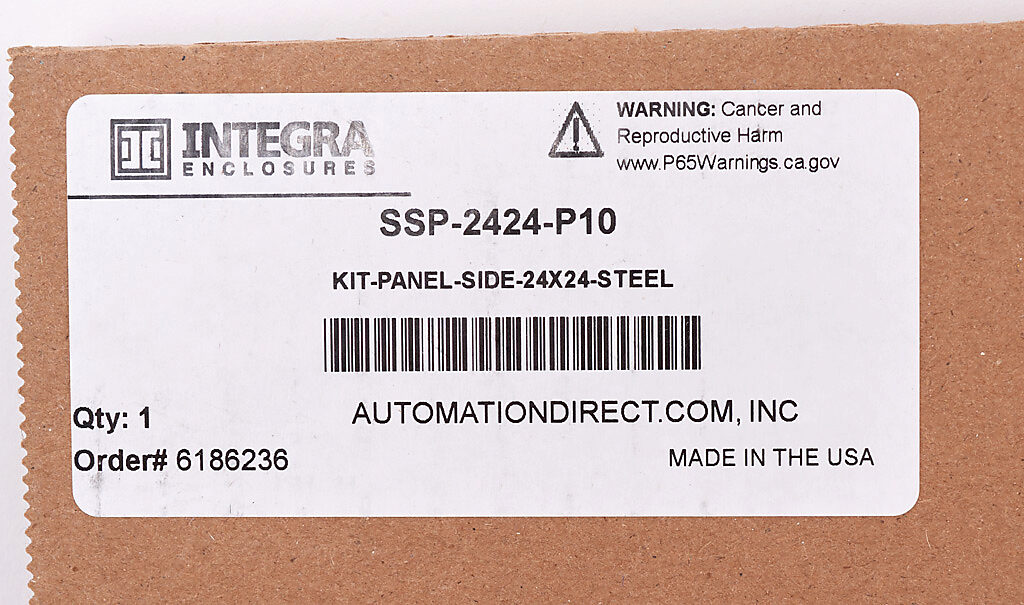 INTEGRA
ENCLOSURES
WARNING: Cancer and
Reproductive Harm
www.P65Warnings.ca.gov
SSP-2424-P10
KIT-PANEL-SIDE-24X24-STEEL
Qty: 1
AUTOMATIONDIRECT.COM, INC
Order# 6186236
MADE IN THE USA